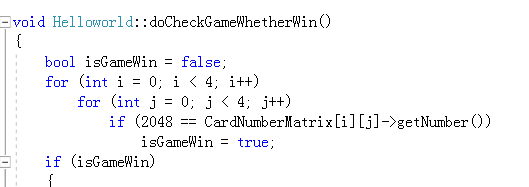 void Helloworld::doCheckGameWhetherWin()
{
bool isGameWin = false;
for (int i = 0; i < 4; i++)
for (int j = 0; j < 4; j++)
if (2048 == CardNumberMatrix[i][j]->getNumber())
isGameWin = true;
if (isGameWin)
{